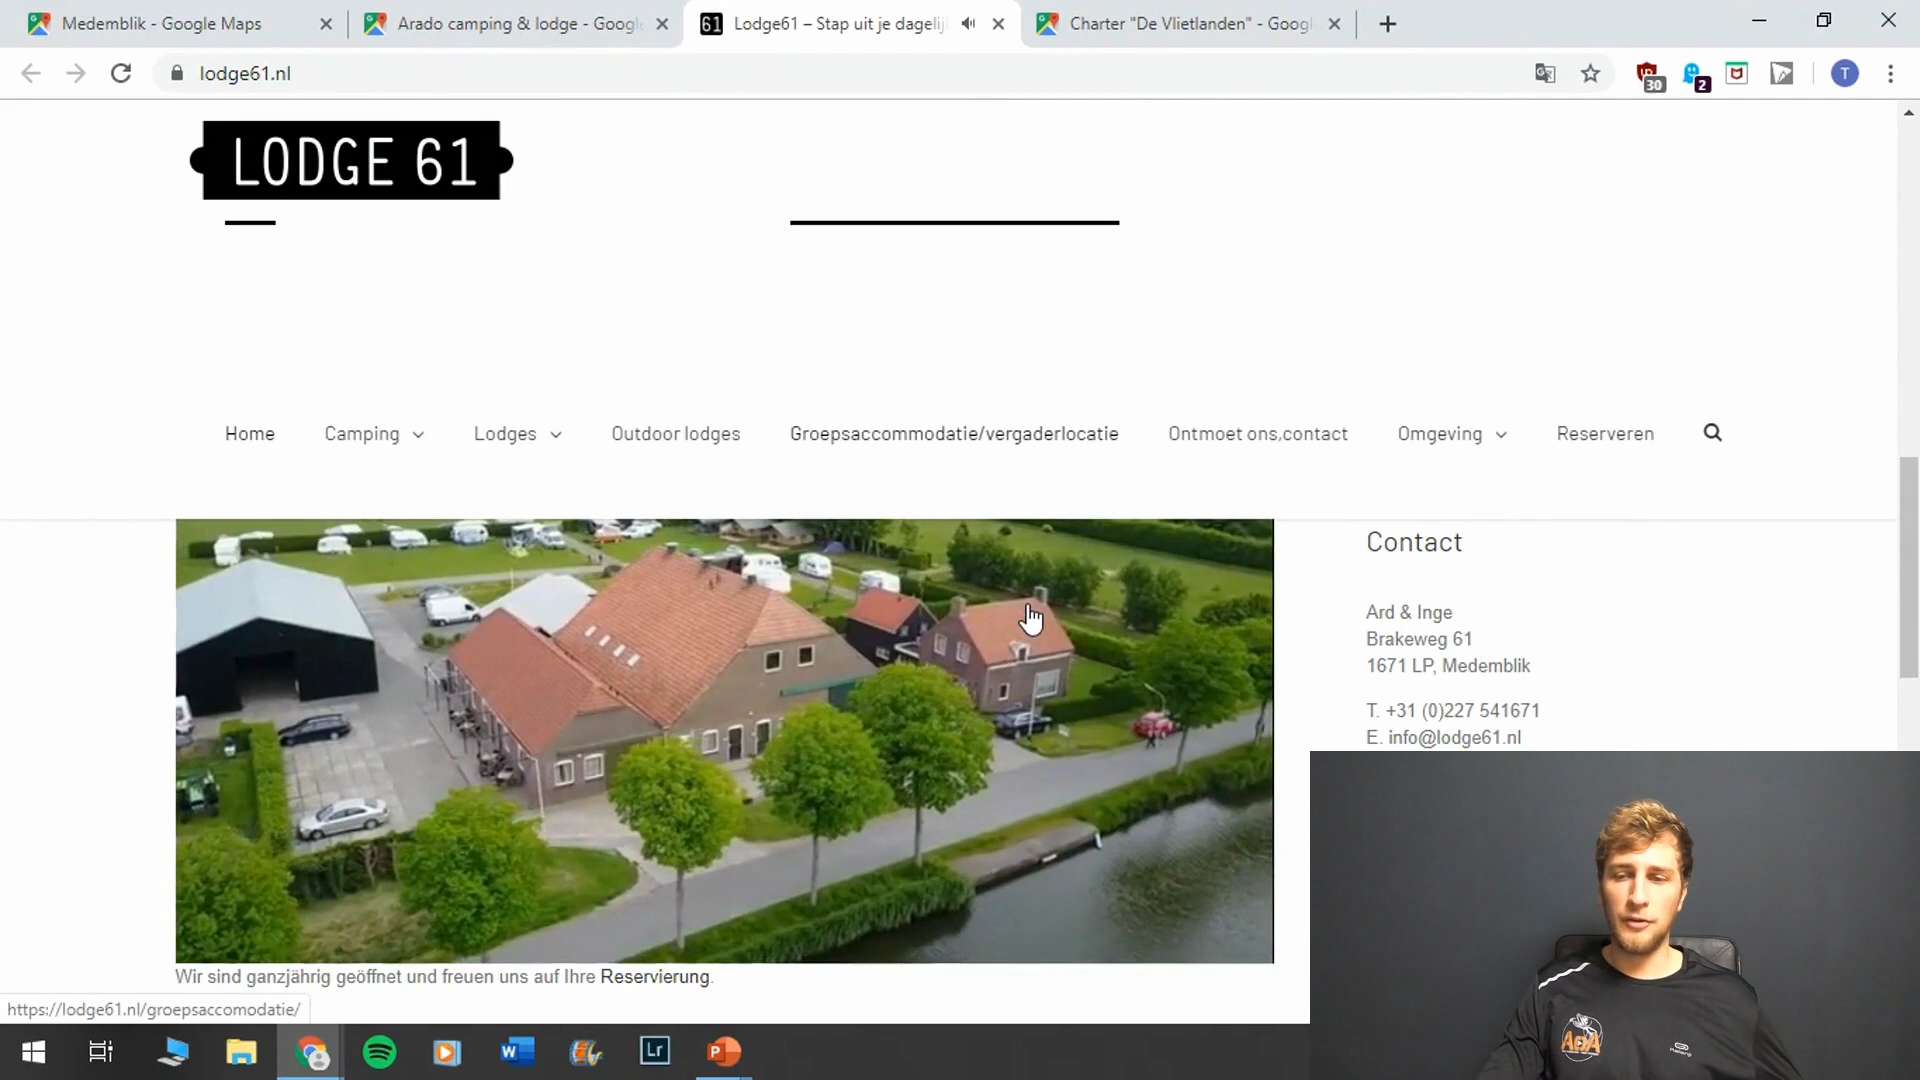 Medemblik - Google Maps
Arado camping & lodge - Googl
Lodge61 – Stap uit je dagelij
Charter "De Vlietlanden" - Googl
lodge61.nl
30
2
T
LODGE 61
Home
Camping
Lodges
Outdoor lodges
Groepsaccommodatie/vergaderlocatie
Ontmoet ons,contact
Omgeving
Reserveren
Contact
Ard & Inge
Brakeweg 61
1671 LP, Medemblik
T. +31 (0)227 541671
E. info@lodge61.nl
Wir sind ganzjährig geöffnet und freuen uns auf Ihre Reservierung.
https://lodge61.nl/groepsaccomodatie/
W
Lr
P